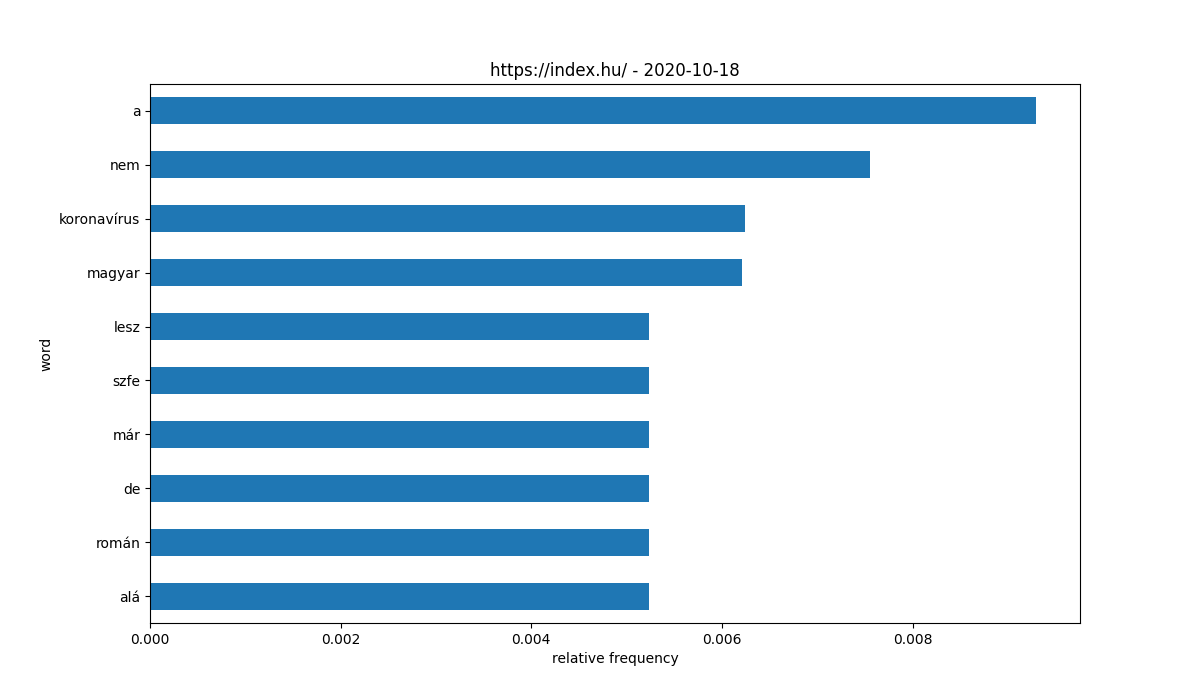 https://index.hu/ - 2020-10-18
a
nem
koronavírus
magyar
lesz
szfe
már
de
román
alá
word
0.000 0.002 0.004 0.006 0.008
relative frequency